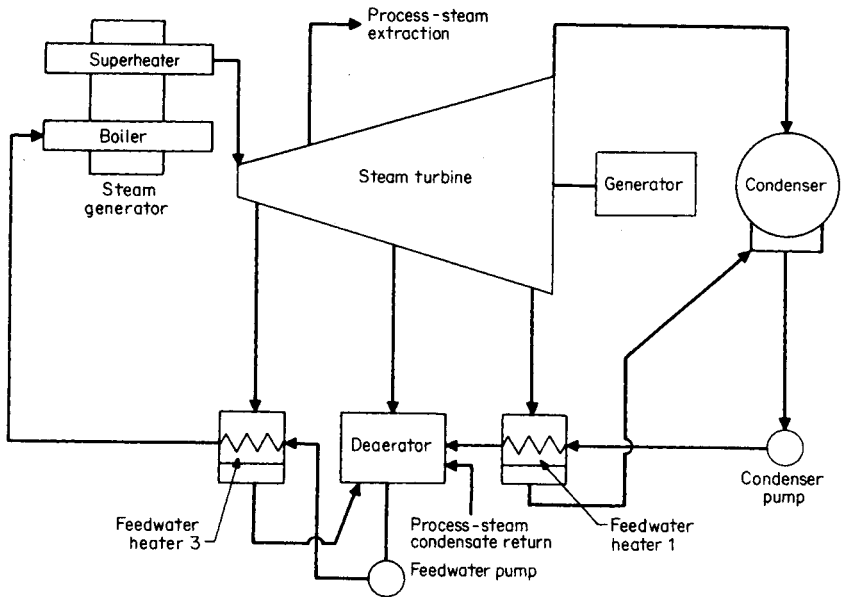 Process-steam
extraction
Superheater
Boiler
Steam
generator
Steam turbine
Generator
Condenser
Deaerator
Condenser
pump
Feedwater
heater 3
Process-steam
condensate return
Feedwater
heater 1
Feedwater pump